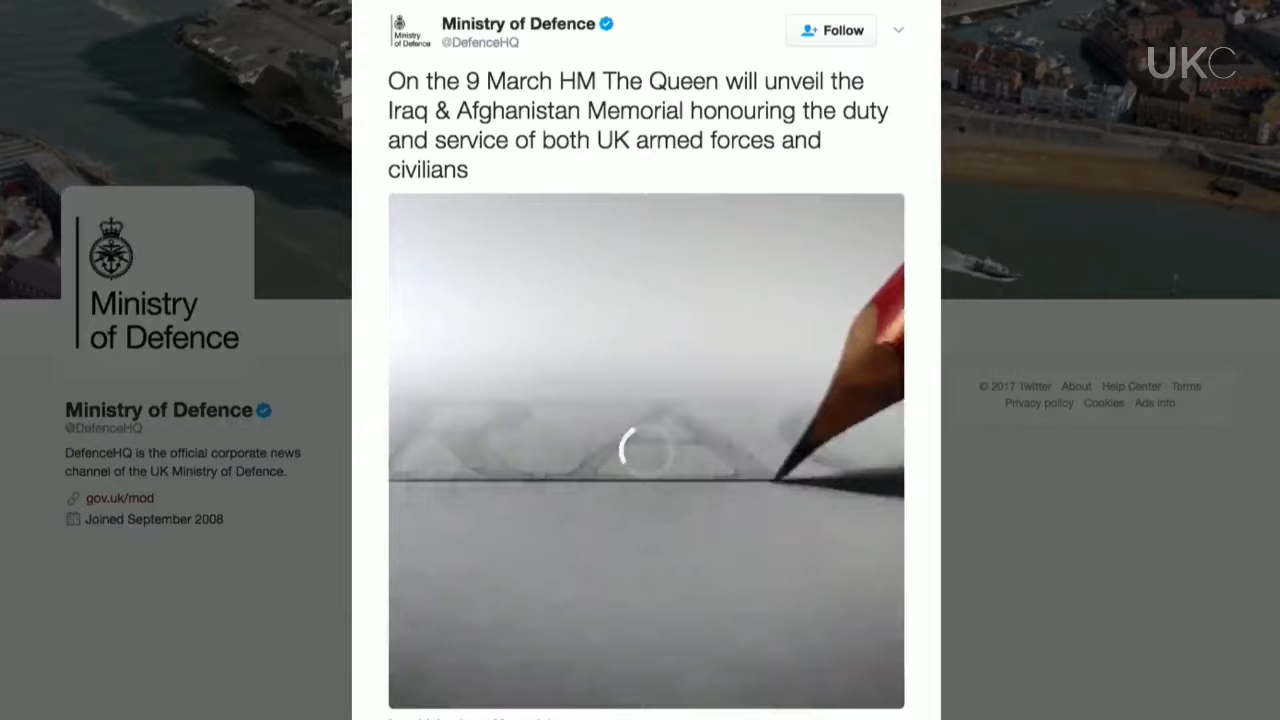 Ministry of Defence
@DefenceHQ
Follow
Ministry
of Defence
UKC
On the 9 March HM The Queen will unveil the
Iraq & Afghanistan Memorial honouring the duty
and service of both UK armed forces and
civilians
Ministry
of Defence
Ministry of Defence
@DefenceHQ
DefenceHQ is the official corporate news
channel of the UK Ministry of Defence.
gov.uk/mod
Joined September 2008
© 2017 Twitter About Help Center Terms
Privacy policy Cookies Ads info